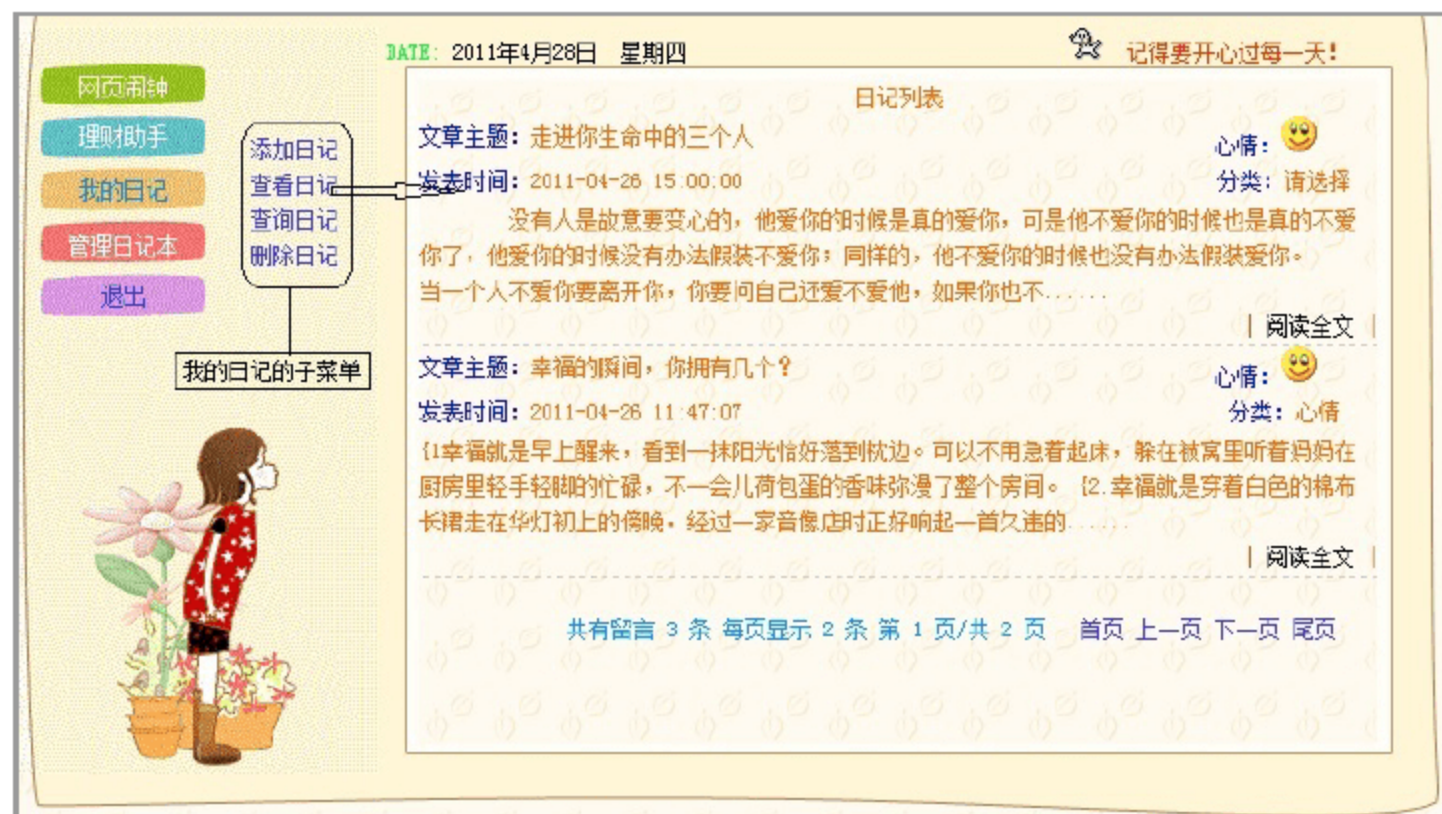 DATE: 2011年4月28日 星期四
记得要开心过每一天!
网页闹钟
理财助手
我的日记
管理日记本
退出
添加日记
查看日记
查询日记
删除日记
我的日记的子菜单
日记列表
文章主题：走进你生命中的三个人
心情：
发表时间：2011-04-26 15:00:00
分类：请选择
没有人是故意要变心的，他爱你的时候是真的爱你，可是他不爱你的时候也是真的不爱
你了，他爱你的时候没有办法假装不爱你；同样的，他不爱你的时候也没有办法假装爱你。
当一个人不爱你要离开你，你要问自己还爱不爱他，如果你也不......
| 阅读全文 |
文章主题：幸福的瞬间，你拥有几个？
心情：
发表时间：2011-04-26 11:47:07
分类：心情
{1幸福就是早上醒来，看到一抹阳光恰好落到枕边。可以不用急着起床，躲在被窝里听着妈妈在
厨房里轻手轻脚的忙碌，不一会儿荷包蛋的香味弥漫了整个房间。 {2.幸福就是穿着白色的棉布
长裙走在华灯初上的傍晚，经过一家音像店时正好响起一首久违的......
| 阅读全文 |
共有留言 3 条 每页显示 2 条 第 1 页/共 2 页 首页 上一页 下一页 尾页